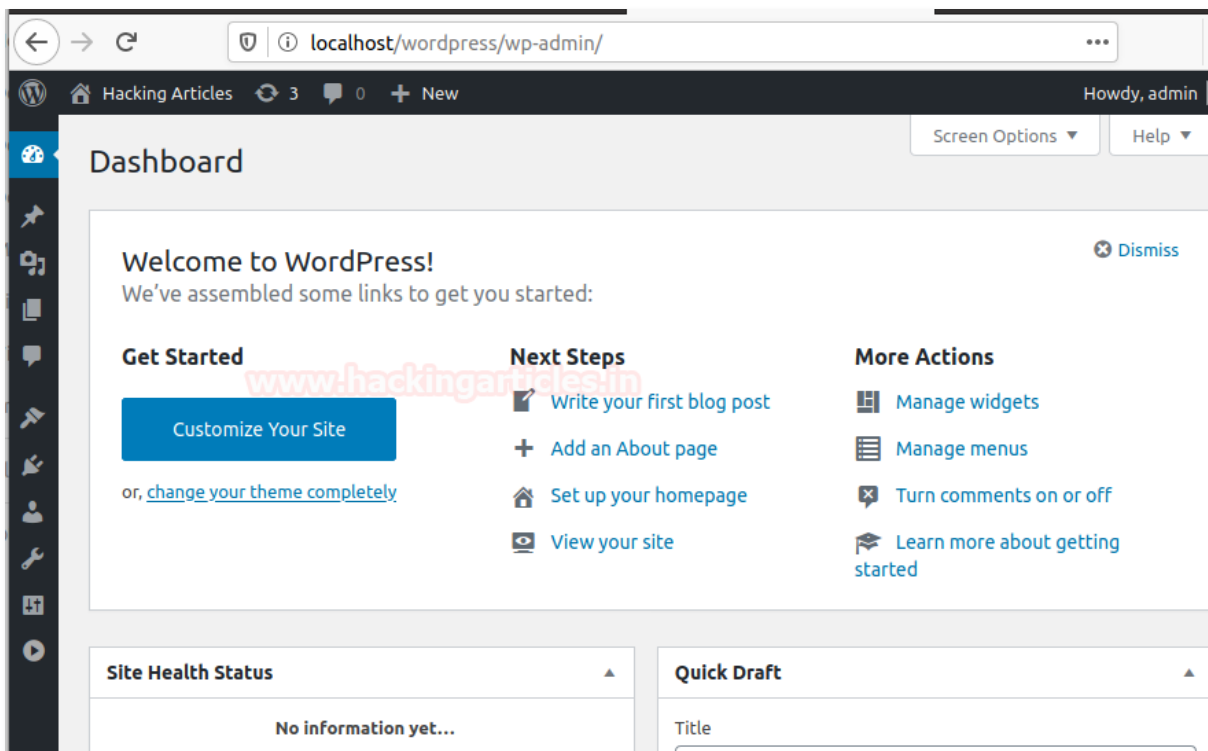 localhost/wordpress/wp-admin/
Hacking Articles 3 0 + New Howdy, admin
Screen Options ▼ Help ▼
Dashboard
Welcome to WordPress!
Dismiss
We've assembled some links to get you started:
Get Started
Next Steps
More Actions
www.hackingarticles.in
Customize Your Site
or, change your theme completely
Write your first blog post
Add an About page
Set up your homepage
View your site
Manage widgets
Manage menus
Turn comments on or off
Learn more about getting
started
Site Health Status
No information yet...
Quick Draft
Title